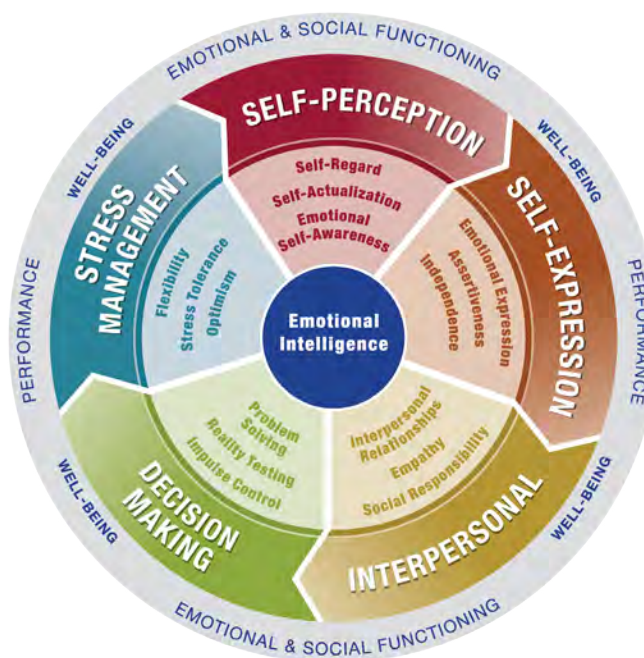 EMOTIONAL & SOCIAL FUNCTIONING
WELL-BEING
WELL-BEING
PERFORMANCE
PERFORMANCE
SELF-PERCEPTION
Self-Regard
Self-Actualization
Emotional
Self-Awareness
SELF-EXPRESSION
Emotional Expression
Assertiveness
Independence
STRESS
MANAGEMENT
Flexibility
Stress Tolerance
Optimism
Emotional
Intelligence
INTERPERSONAL
Interpersonal
Relationships
Empathy
Social Responsibility
DECISION
MAKING
Problem
Solving
Reality Testing
Impulse Control
WELL-BEING
WELL-BEING
EMOTIONAL & SOCIAL FUNCTIONING